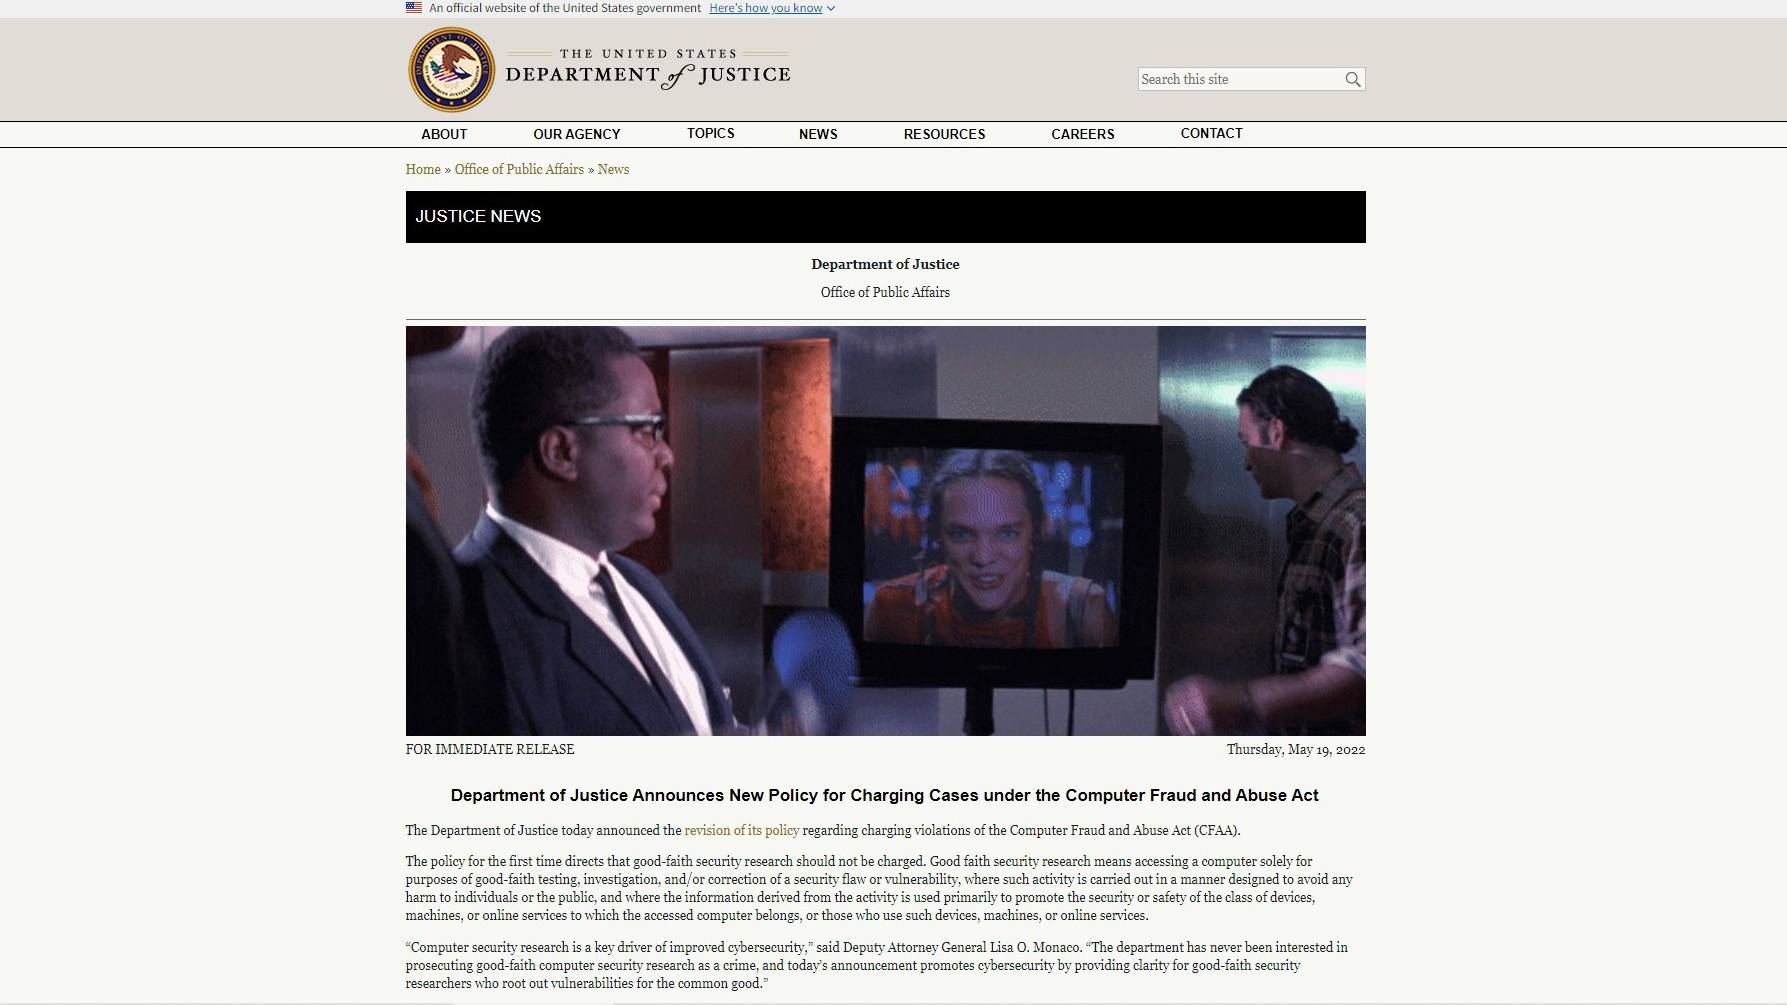 An official website of the United States government Here's how you know
THE UNITED STATES
DEPARTMENT of JUSTICE
Search this site
ABOUT OUR AGENCY TOPICS NEWS RESOURCES CAREERS CONTACT
Home » Office of Public Affairs » News
JUSTICE NEWS
Department of Justice
Office of Public Affairs
FOR IMMEDIATE RELEASE Thursday, May 19, 2022
Department of Justice Announces New Policy for Charging Cases under the Computer Fraud and Abuse Act
The Department of Justice today announced the revision of its policy regarding charging violations of the Computer Fraud and Abuse Act (CFAA).
The policy for the first time directs that good-faith security research should not be charged. Good faith security research means accessing a computer solely for
purposes of good-faith testing, investigation, and/or correction of a security flaw or vulnerability, where such activity is carried out in a manner designed to avoid any
harm to individuals or the public, and where the information derived from the activity is used primarily to promote the security or safety of the class of devices,
machines, or online services to which the accessed computer belongs, or those who use such devices, machines, or online services.
“Computer security research is a key driver of improved cybersecurity,” said Deputy Attorney General Lisa O. Monaco. “The department has never been interested in
prosecuting good-faith computer security research as a crime, and today’s announcement promotes cybersecurity by providing clarity for good-faith security
researchers who root out vulnerabilities for the common good.”